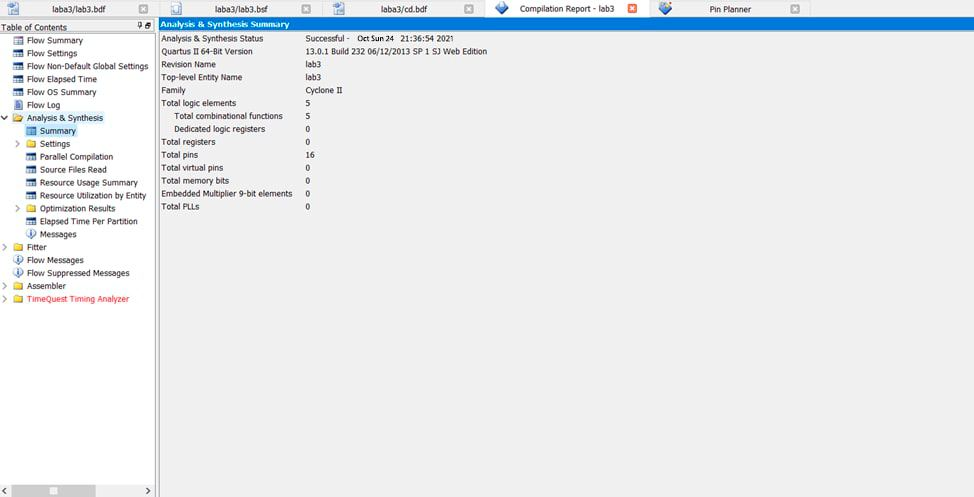 laba3/lab3.bdf laba3/lab3.bsf laba3/cd.bdf Compilation Report - lab3 Pin Planner
Table of Contents
Flow Summary
Flow Settings
Flow Non-Default Global Settings
Flow Elapsed Time
Flow OS Summary
Flow Log
Analysis & Synthesis
Summary
Settings
Parallel Compilation
Source Files Read
Resource Usage Summary
Resource Utilization by Entity
Optimization Results
Elapsed Time Per Partition
Messages
Fitter
Flow Messages
Flow Suppressed Messages
Assembler
TimeQuest Timing Analyzer
Analysis & Synthesis Summary
Analysis & Synthesis Status Successful - Oct Sun 24 21:36:54 2021
Quartus II 64-Bit Version 13.0.1 Build 232 06/12/2013 SP 1 SJ Web Edition
Revision Name lab3
Top-level Entity Name lab3
Family Cyclone II
Total logic elements 5
Total combinational functions 5
Dedicated logic registers 0
Total registers 0
Total pins 16
Total virtual pins 0
Total memory bits 0
Embedded Multiplier 9-bit elements 0
Total PLLs 0